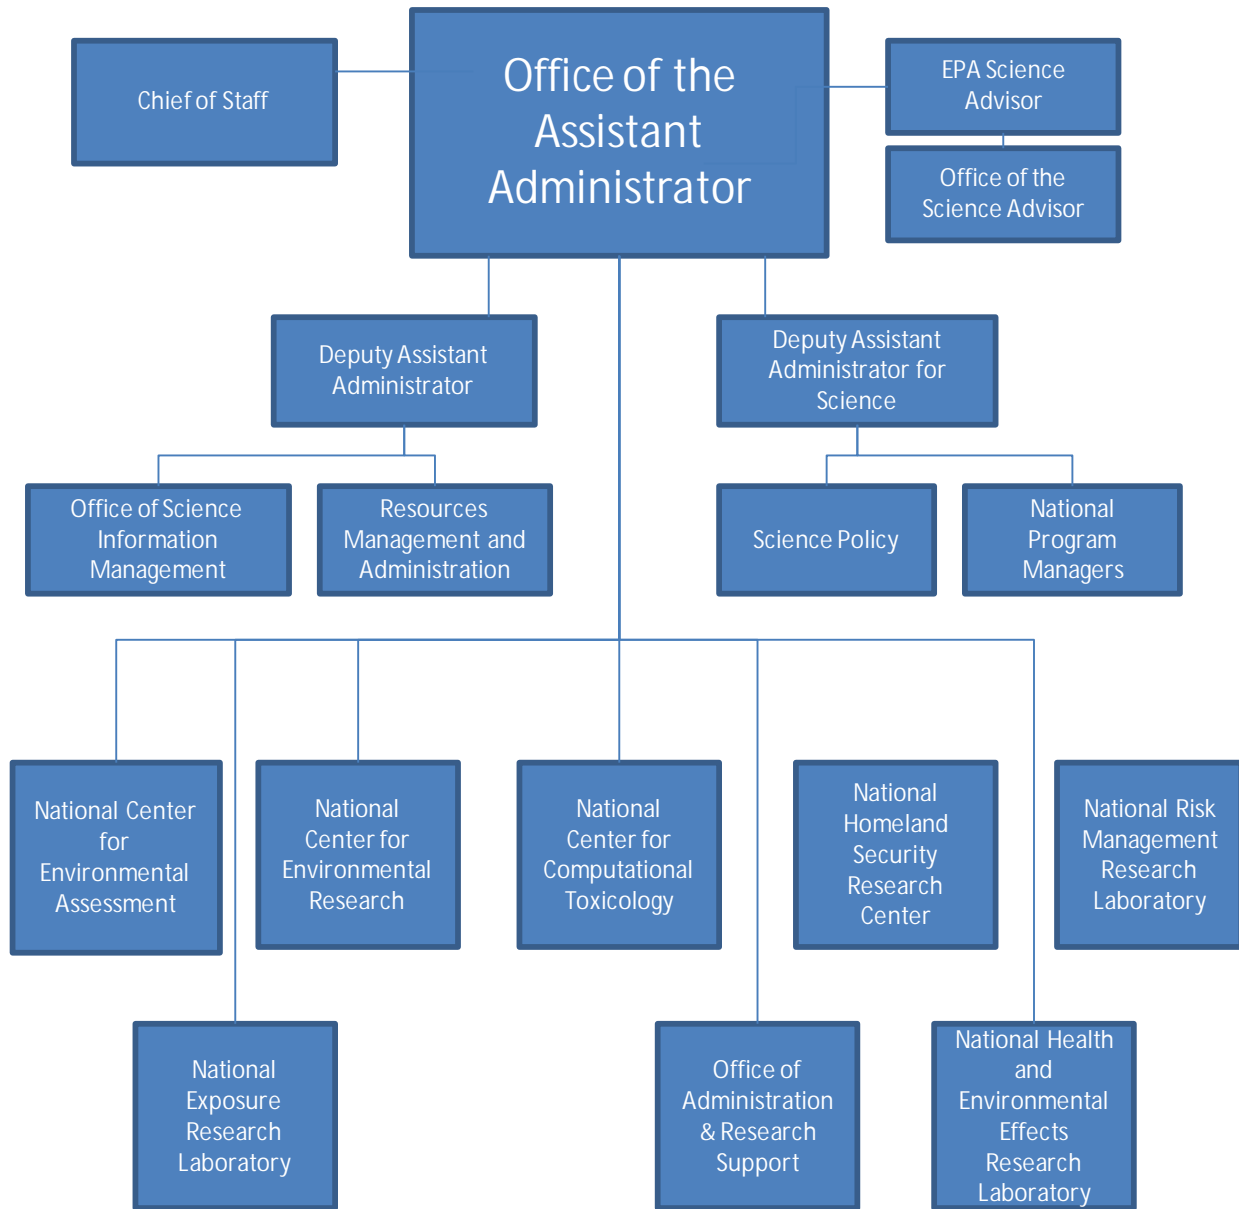 Chief of Staff
Office of the
Assistant
Administrator
EPA Science
Advisor
Office of the
Science Advisor
Deputy Assistant
Administrator
Deputy Assistant
Administrator for
Science
Office of Science
Information
Management
Resources
Management and
Administration
Science Policy
National
Program
Managers
National Center
for
Environmental
Assessment
National
Center for
Environmental
Research
National
Center for
Computational
Toxicology
National
Homeland
Security
Research
Center
National Risk
Management
Research
Laboratory
National
Exposure
Research
Laboratory
Office of
Administration
& Research
Support
National Health
and
Environmental
Effects
Research
Laboratory